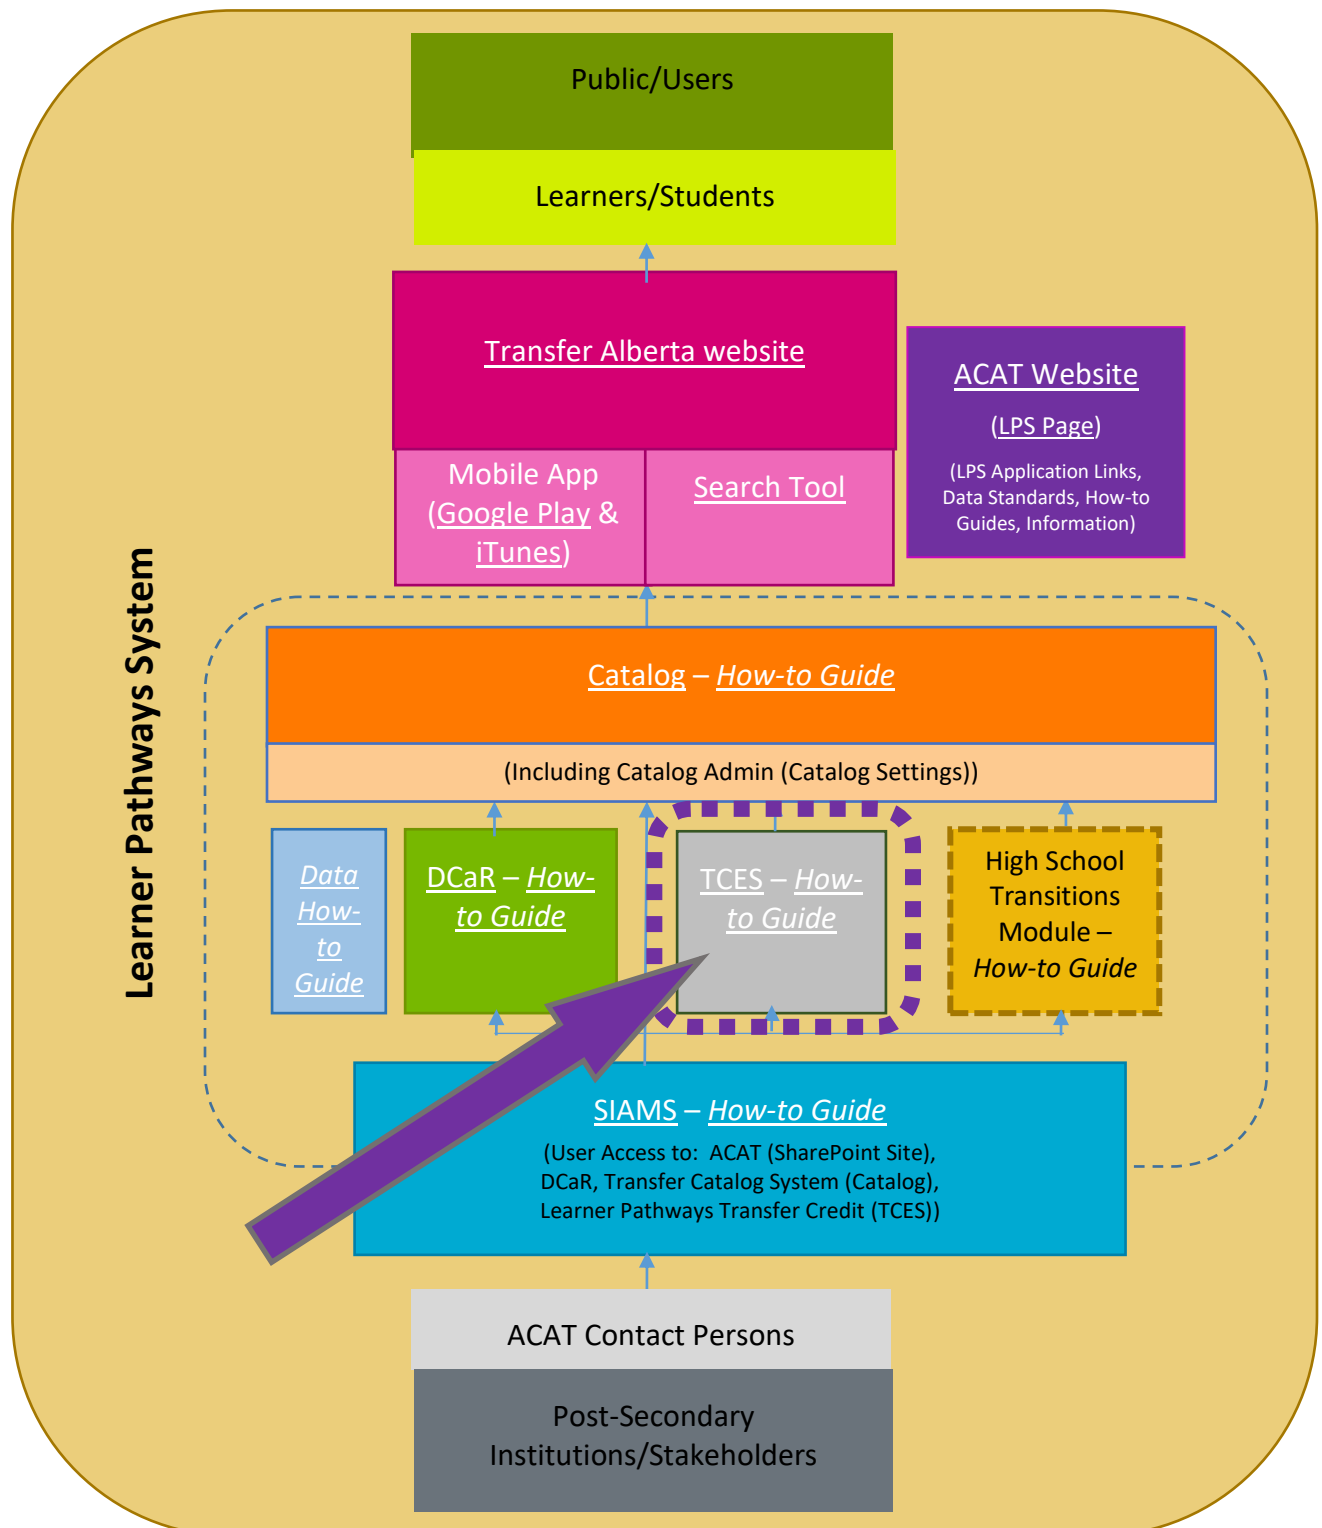 Public/Users
Learners/Students
Transfer Alberta website
Mobile App
(Google Play &
iTunes)
Search Tool
ACAT Website
(LPS Page)
(LPS Application Links,
Data Standards, How-to
Guides, Information)
Learner Pathways System
Catalog – How-to Guide
(Including Catalog Admin (Catalog Settings))
Data
How-
to
Guide
DCaR – How-
to Guide
TCES – How-
to Guide
High School
Transitions
Module –
How-to Guide
SIAMS – How-to Guide
(User Access to:  ACAT (SharePoint Site),
DCaR, Transfer Catalog System (Catalog),
Learner Pathways Transfer Credit (TCES))
ACAT Contact Persons
Post-Secondary
Institutions/Stakeholders